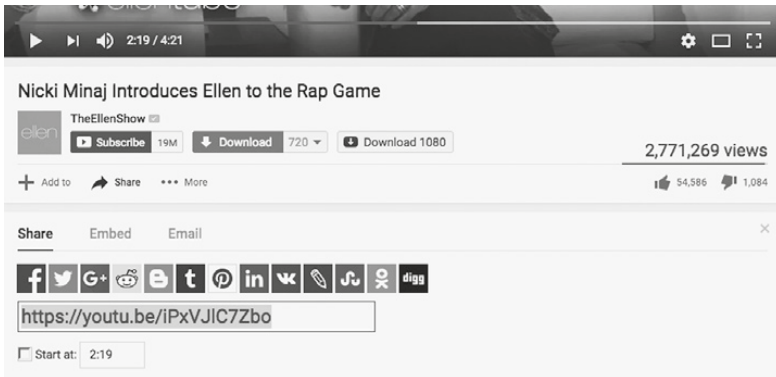 ellentube
2:19 / 4:21
Nicki Minaj Introduces Ellen to the Rap Game
ellen
TheEllenShow
Subscribe 19M Download 720 Download 1080
2,771,269 views
Add to Share More 54,586 1,084
Share Embed Email
G+ t in digg
https://youtu.be/iPxVJlC7Zbo
Start at: 2:19